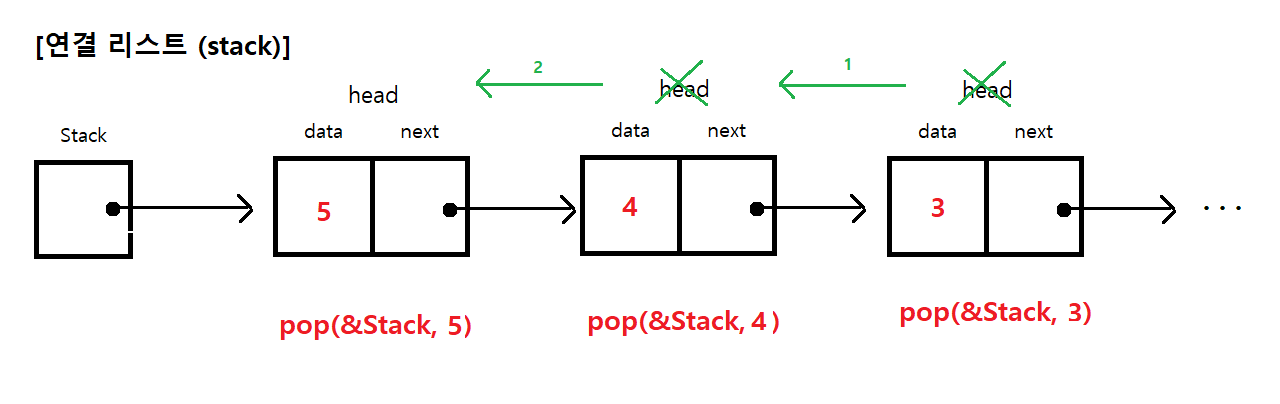 [연결 리스트 (stack)]
2
1
head
head
head
Stack
data next
data next
data next
5
4
3
...
pop(&Stack, 5)
pop(&Stack, 4)
pop(&Stack, 3)